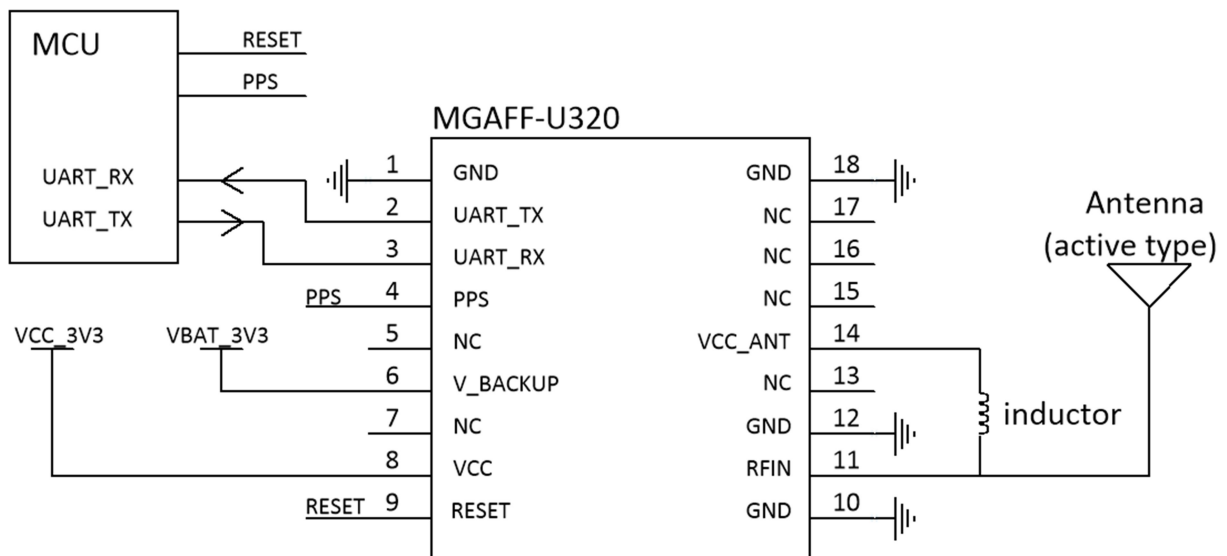 MCU
RESET
PPS
UART_RX
UART_TX
MGAFF-U320
1 GND
2 UART_TX
3 UART_RX
PPS 4 PPS
5 NC
VCC_3V3
VBAT_3V3
6 V_BACKUP
7 NC
8 VCC
RESET 9 RESET
GND 18
NC 17
NC 16
NC 15
VCC_ANT 14
NC 13
GND 12
RFIN 11
GND 10
Antenna
(active type)
inductor